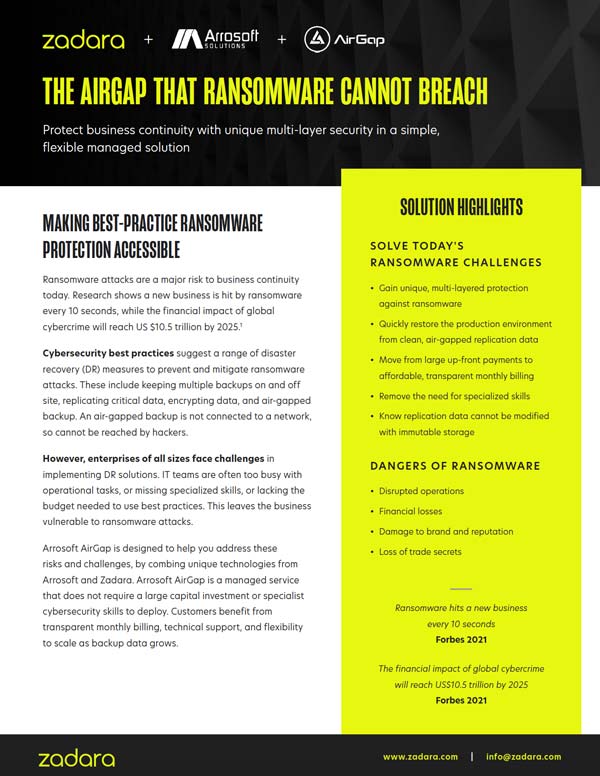 zadara + Arrosoft SOLUTIONS + AirGap
THE AIRGAP THAT RANSOMWARE CANNOT BREACH
Protect business continuity with unique multi-layer security in a simple,
flexible managed solution
MAKING BEST-PRACTICE RANSOMWARE
PROTECTION ACCESSIBLE
Ransomware attacks are a major risk to business continuity
today. Research shows a new business is hit by ransomware
every 10 seconds, while the financial impact of global
cybercrime will reach US $10.5 trillion by 2025.¹
Cybersecurity best practices suggest a range of disaster
recovery (DR) measures to prevent and mitigate ransomware
attacks. These include keeping multiple backups on and off
site, replicating critical data, encrypting data, and air-gapped
backup. An air-gapped backup is not connected to a network,
so cannot be reached by hackers.
However, enterprises of all sizes face challenges in
implementing DR solutions. IT teams are often too busy with
operational tasks, or missing specialized skills, or lacking the
budget needed to use best practices. This leaves the business
vulnerable to ransomware attacks.
Arrosoft AirGap is designed to help you address these
risks and challenges, by combing unique technologies from
Arrosoft and Zadara. Arrosoft AirGap is a managed service
that does not require a large capital investment or specialist
cybersecurity skills to deploy. Customers benefit from
transparent monthly billing, technical support, and flexibility
to scale as backup data grows.
SOLUTION HIGHLIGHTS
SOLVE TODAY'S
RANSOMWARE CHALLENGES
• Gain unique, multi-layered protection
against ransomware
• Quickly restore the production environment
from clean, air-gapped replication data
• Move from large up-front payments to
affordable, transparent monthly billing
• Remove the need for specialized skills
• Know replication data cannot be modified
with immutable storage
DANGERS OF RANSOMWARE
• Disrupted operations
• Financial losses
• Damage to brand and reputation
• Loss of trade secrets
Ransomware hits a new business
every 10 seconds
Forbes 2021
The financial impact of global cybercrime
will reach US$10.5 trillion by 2025
Forbes 2021
zadara
www.zadara.com | info@zadara.com